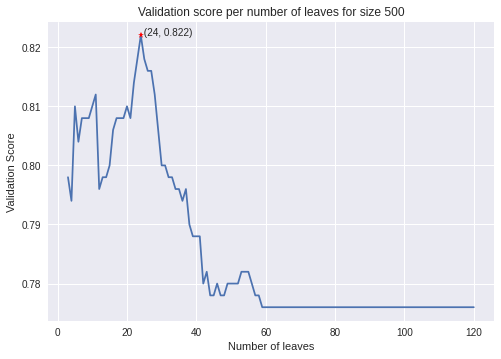 Validation score per number of leaves for size 500
(24, 0.822)
0.82
0.81
0.80
0.79
0.78
Validation Score
0 20 40 60 80 100 120
Number of leaves